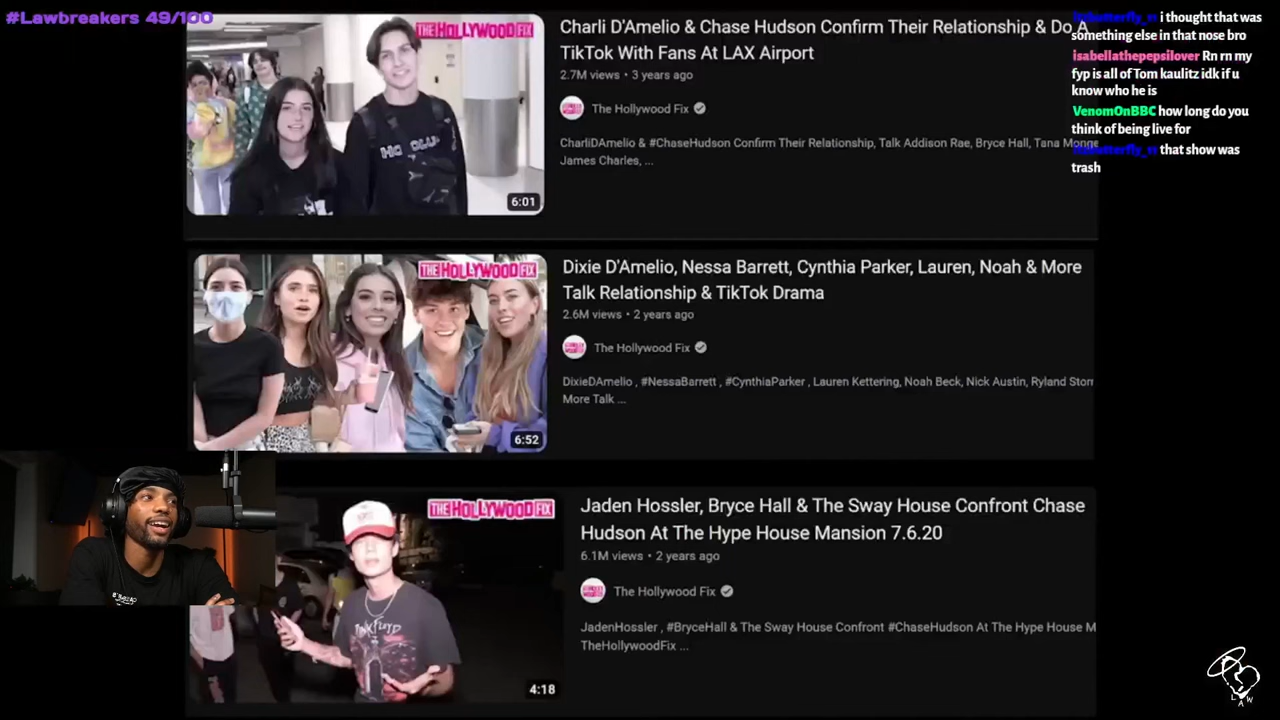 #Lawbreakers 49/100
THE HOLLYWOOD FIX
6:01
Charli D'Amelio & Chase Hudson Confirm Their Relationship & Do A
TikTok With Fans At LAX Airport
2.7M views • 3 years ago
The Hollywood Fix
CharliDAmelio & #ChaseHudson Confirm Their Relationship, Talk Addison Rae, Bryce Hall, Tana Monge
James Charles, ...
THE HOLLYWOOD FIX
6:52
Dixie D'Amelio, Nessa Barrett, Cynthia Parker, Lauren, Noah & More
Talk Relationship & TikTok Drama
2.6M views • 2 years ago
The Hollywood Fix
DixieDAmelio , #NessaBarrett , #CynthiaParker , Lauren Kettering, Noah Beck, Nick Austin, Ryland Storm
More Talk ...
THE HOLLYWOOD FIX
PINK FLOYD
4:18
Jaden Hossler, Bryce Hall & The Sway House Confront Chase
Hudson At The Hype House Mansion 7.6.20
6.1M views • 2 years ago
The Hollywood Fix
JadenHossler , #BryceHall & The Sway House Confront #ChaseHudson At The Hype House M
TheHollywoodFix ...
i thought that was
something else in that nose bro
isabellathepepsilover Rn rn my
fyp is all of Tom kaulitz idk if u
know who he is
VenomOnBBC how long do you
think of being live for
that show was
trash
LAW